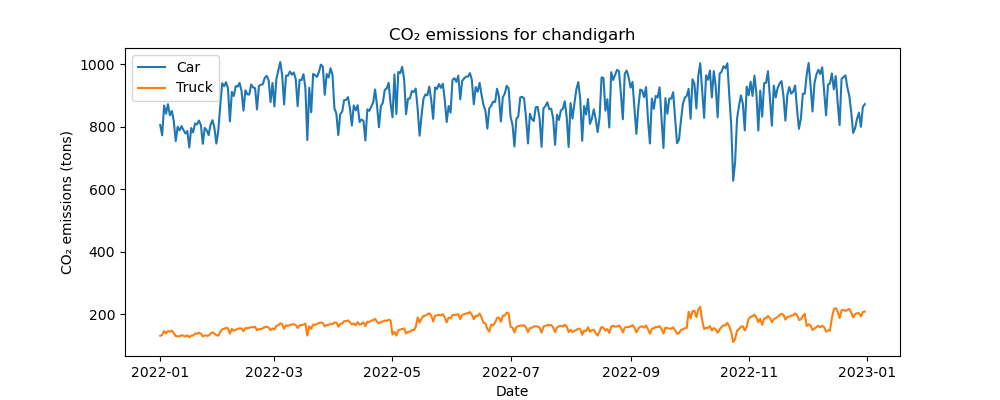 CO₂ emissions for chandigarh
Car
Truck
CO₂ emissions (tons)
1000
800
600
400
200
2022-01 2022-03 2022-05 2022-07 2022-09 2022-11 2023-01
Date